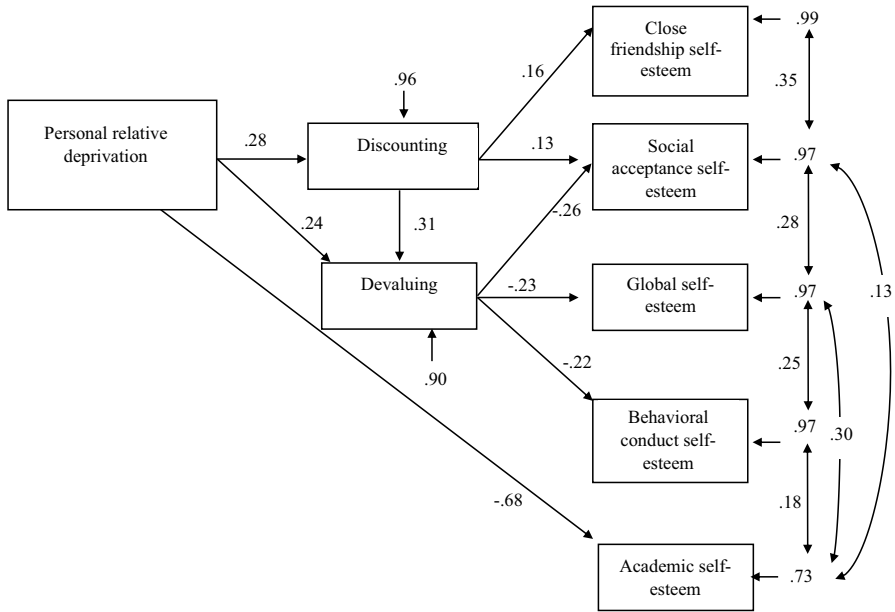 Close
friendship self-
esteem
.99
.16
.35
.96
Personal relative
deprivation
.28
Discounting
.13
Social
acceptance self-
esteem
.97
.24
.31
-.26
.28
Devaluing
-.23
Global self-
esteem
.97
.13
.90
-.22
.25
Behavioral
conduct self-
esteem
.97
.30
-.68
.18
Academic self-
esteem
.73